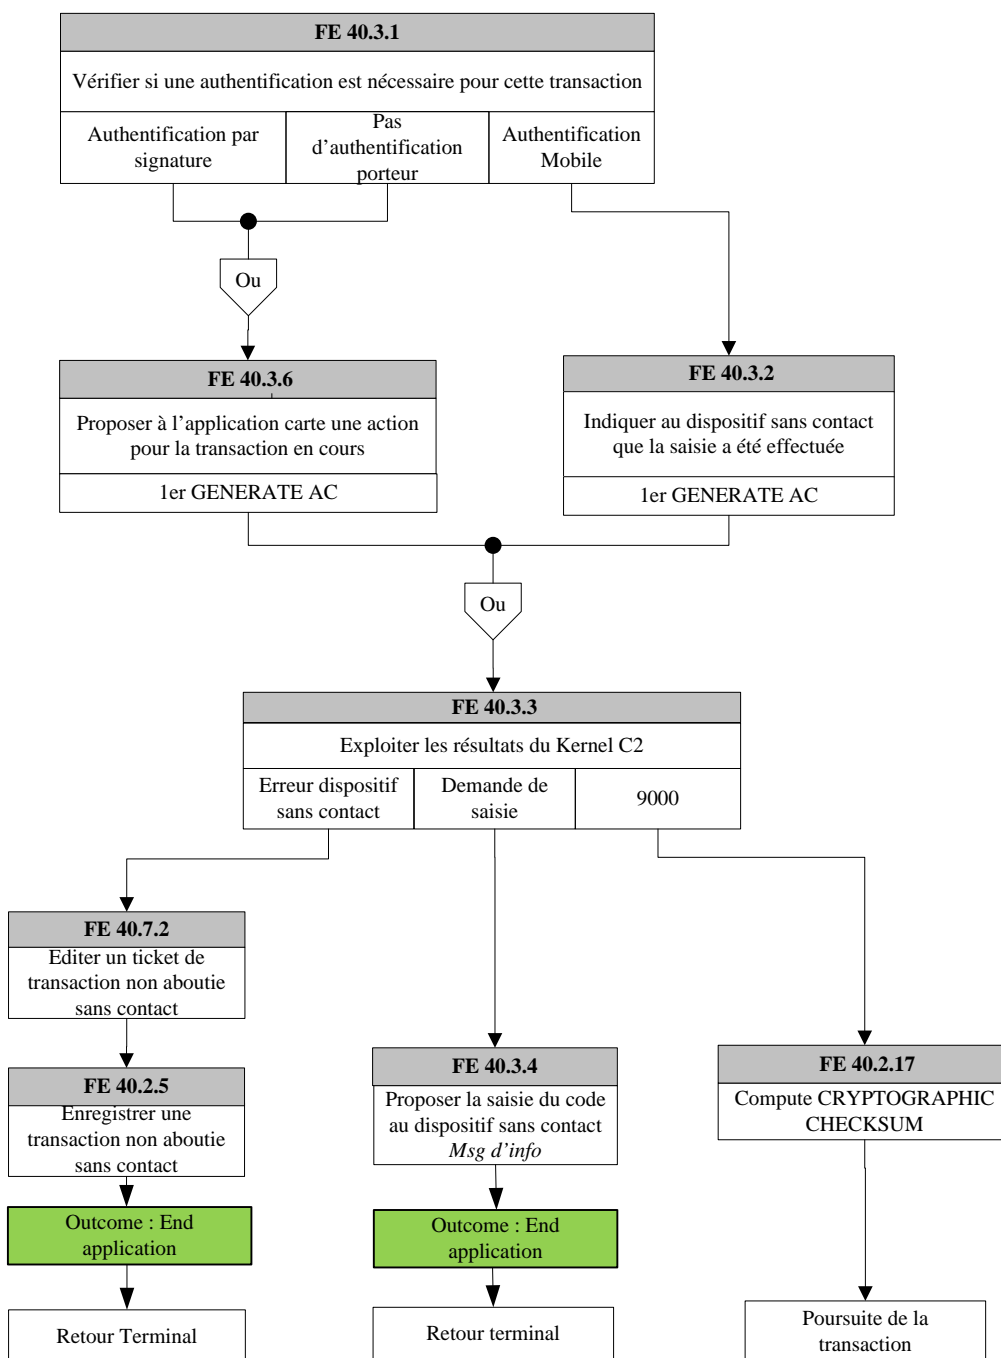 FE 40.3.1
Vérifier si une authentification est nécessaire pour cette transaction
Authentification par
signature
Pas
d’authentification
porteur
Authentification
Mobile
Ou
FE 40.3.6
Proposer à l’application carte une action
pour la transaction en cours
1er GENERATE AC
FE 40.3.2
Indiquer au dispositif sans contact
que la saisie a été effectuée
1er GENERATE AC
Ou
FE 40.3.3
Exploiter les résultats du Kernel C2
Erreur dispositif
sans contact
Demande de
saisie
9000
FE 40.7.2
Editer un ticket de
transaction non aboutie
sans contact
FE 40.2.5
Enregistrer une
transaction non aboutie
sans contact
Outcome : End
application
Retour Terminal
FE 40.3.4
Proposer la saisie du code
au dispositif sans contact
Msg d’info
Outcome : End
application
Retour terminal
FE 40.2.17
Compute CRYPTOGRAPHIC
CHECKSUM
Poursuite de la
transaction